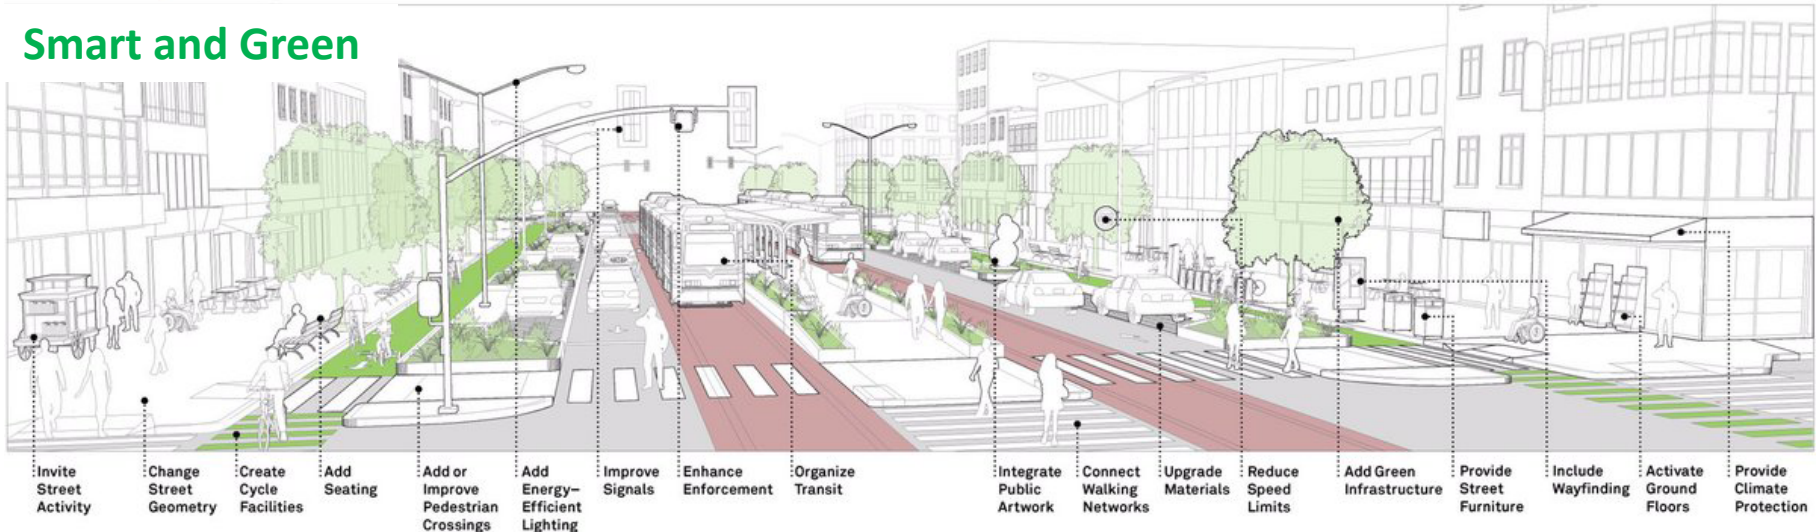 Smart and Green
Invite
Street
Activity
Change
Street
Geometry
Create
Cycle
Facilities
Add
Seating
Add or
Improve
Pedestrian
Crossings
Add
Energy–
Efficient
Lighting
Improve
Signals
Enhance
Enforcement
Organize
Transit
Integrate
Public
Artwork
Connect
Walking
Networks
Upgrade
Materials
Reduce
Speed
Limits
Add Green
Infrastructure
Provide
Street
Furniture
Include
Wayfinding
Activate
Ground
Floors
Provide
Climate
Protection